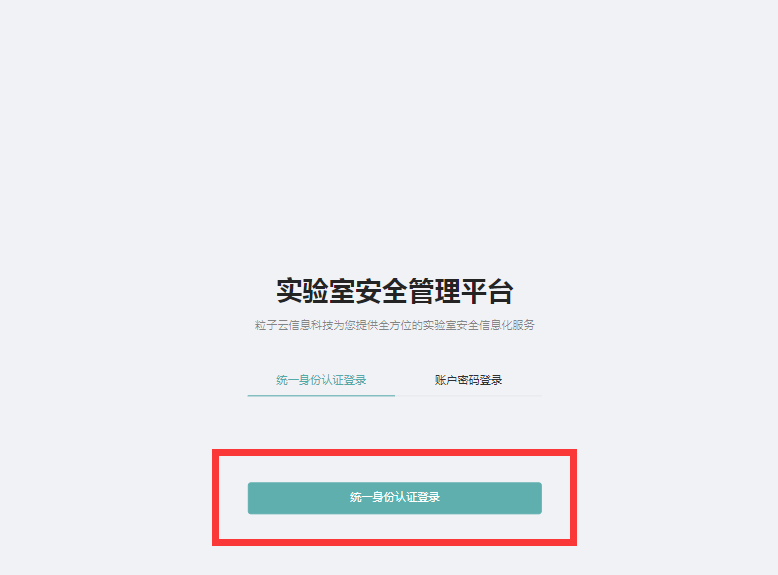 实验室安全管理平台
粒子云信息科技为您提供全方位的实验室安全信息化服务
统一身份认证登录 账户密码登录
统一身份认证登录